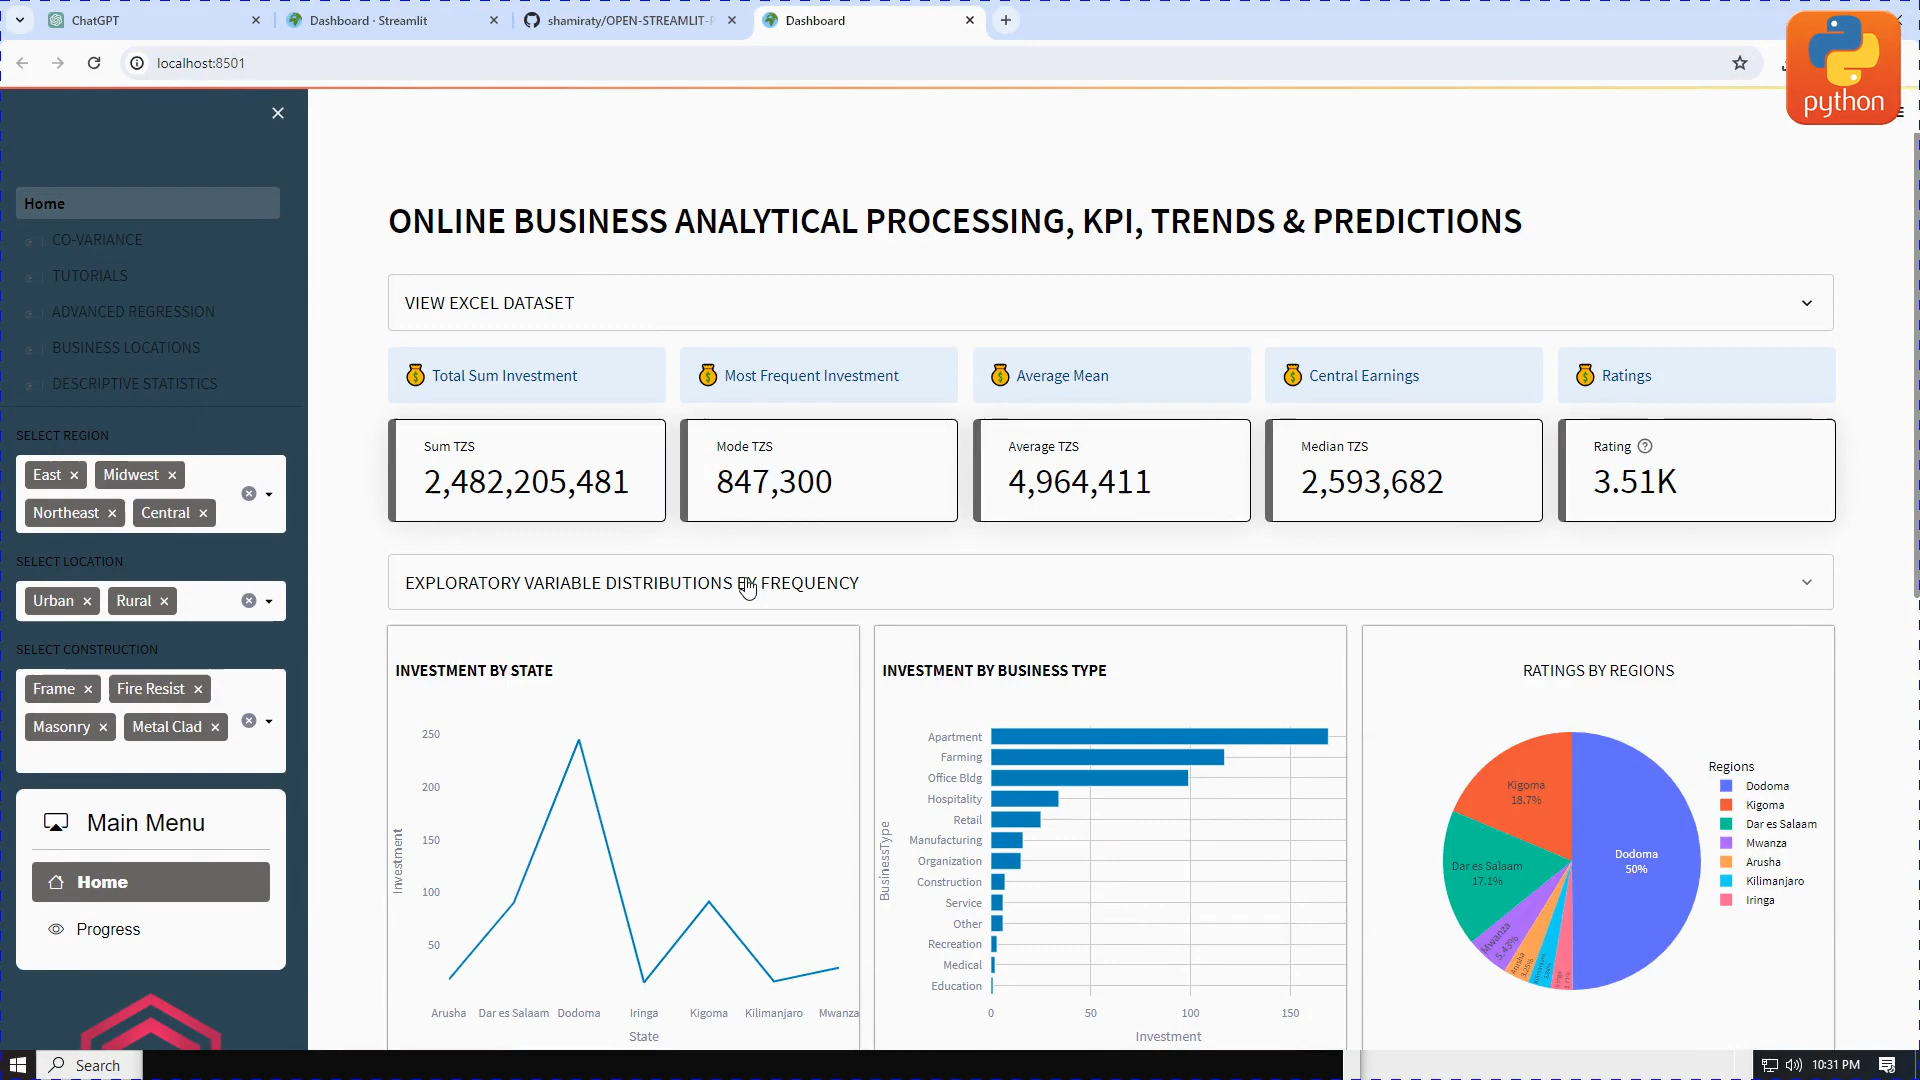 ChatGPT
Dashboard · Streamlit
shamiraty/OPEN-STREAMLIT-
Dashboard
localhost:8501
python
Home
CO-VARIANCE
TUTORIALS
ADVANCED REGRESSION
BUSINESS LOCATIONS
DESCRIPTIVE STATISTICS
SELECT REGION
East
Midwest
Northeast
Central
SELECT LOCATION
Urban
Rural
SELECT CONSTRUCTION
Frame
Fire Resist
Masonry
Metal Clad
Main Menu
Home
Progress
ONLINE BUSINESS ANALYTICAL PROCESSING, KPI, TRENDS & PREDICTIONS
VIEW EXCEL DATASET
Total Sum Investment
Most Frequent Investment
Average Mean
Central Earnings
Ratings
Sum TZS
2,482,205,481
Mode TZS
847,300
Average TZS
4,964,411
Median TZS
2,593,682
Rating
3.51K
EXPLORATORY VARIABLE DISTRIBUTIONS BY FREQUENCY
INVESTMENT BY STATE
250
200
150
100
50
Investment
Arusha
Dar es Salaam
Dodoma
Iringa
Kigoma
Kilimanjaro
Mwanza
State
INVESTMENT BY BUSINESS TYPE
Apartment
Farming
Office Bldg
Hospitality
Retail
Manufacturing
Organization
Construction
Service
Other
Recreation
Medical
Education
BusinessType
0
50
100
150
Investment
RATINGS BY REGIONS
Kigoma
18.7%
Dar es Salaam
17.1%
Mwanza
5.43%
Arusha
3.25%
Dodoma
50%
Regions
Dodoma
Kigoma
Dar es Salaam
Mwanza
Arusha
Kilimanjaro
Iringa
Search
10:31 PM